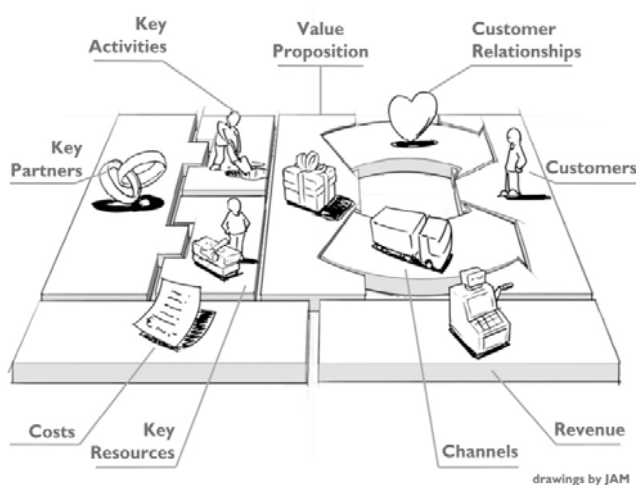 Key
Activities
Value
Proposition
Customer
Relationships
Key
Partners
Customers
Costs
Key
Resources
Channels
Revenue
drawings by JAM